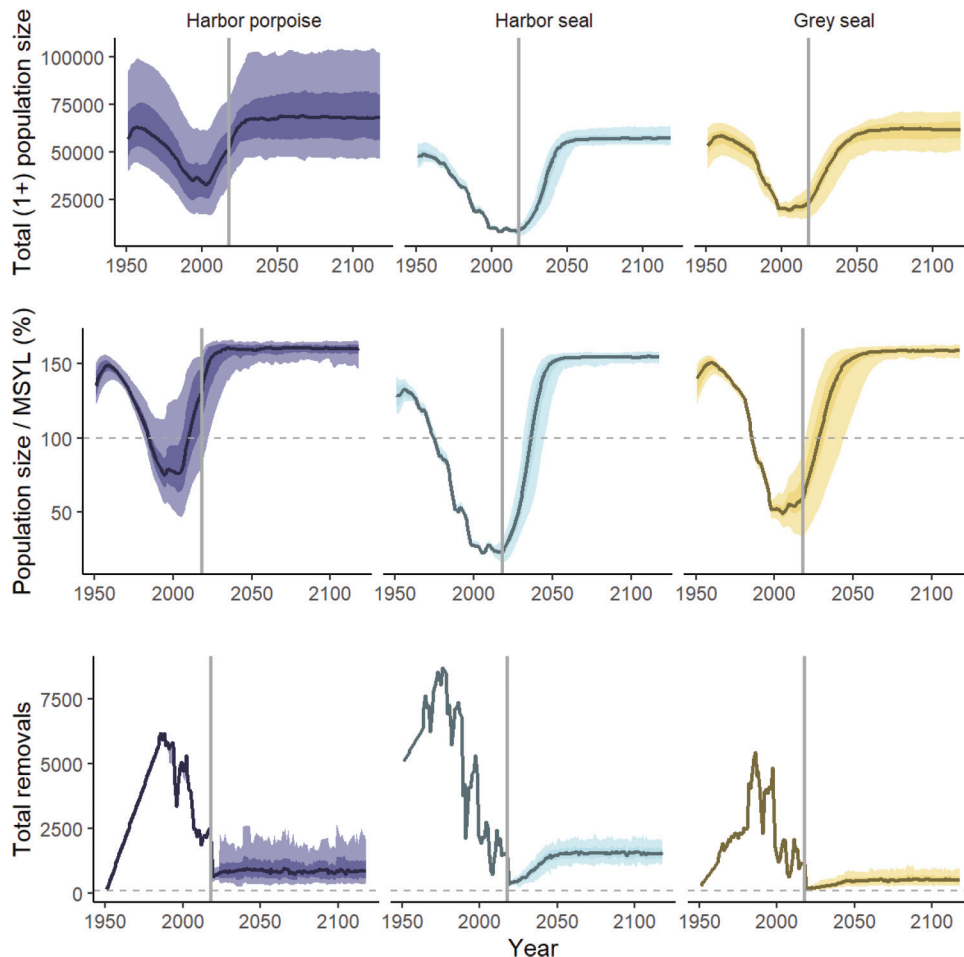 Harbor porpoise Harbor seal Grey seal
Total (1+) population size
100000
75000
50000
25000
1950 2000 2050 2100 1950 2000 2050 2100 1950 2000 2050 2100
Population size / MSYL (%)
150
100
50
1950 2000 2050 2100 1950 2000 2050 2100 1950 2000 2050 2100
Total removals
7500
5000
2500
0
1950 2000 2050 2100 1950 2000 2050 2100 1950 2000 2050 2100
Year